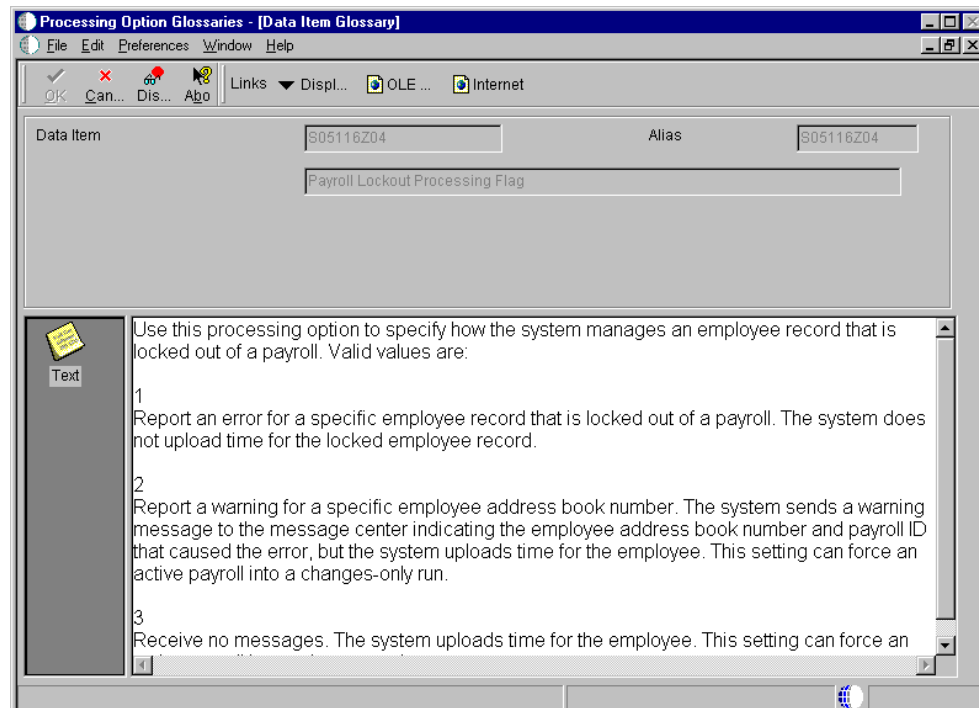 Processing Option Glossaries - [Data Item Glossary]
File Edit Preferences Window Help
OK Can... Dis... Abo Links Displ... OLE ... Internet
Data Item S05116Z04 Alias S05116Z04
Payroll Lockout Processing Flag
Text
Use this processing option to specify how the system manages an employee record that is
locked out of a payroll. Valid values are:
1
Report an error for a specific employee record that is locked out of a payroll. The system does
not upload time for the locked employee record.
2
Report a warning for a specific employee address book number. The system sends a warning
message to the message center indicating the employee address book number and payroll ID
that caused the error, but the system uploads time for the employee. This setting can force an
active payroll into a changes-only run.
3
Receive no messages. The system uploads time for the employee. This setting can force an